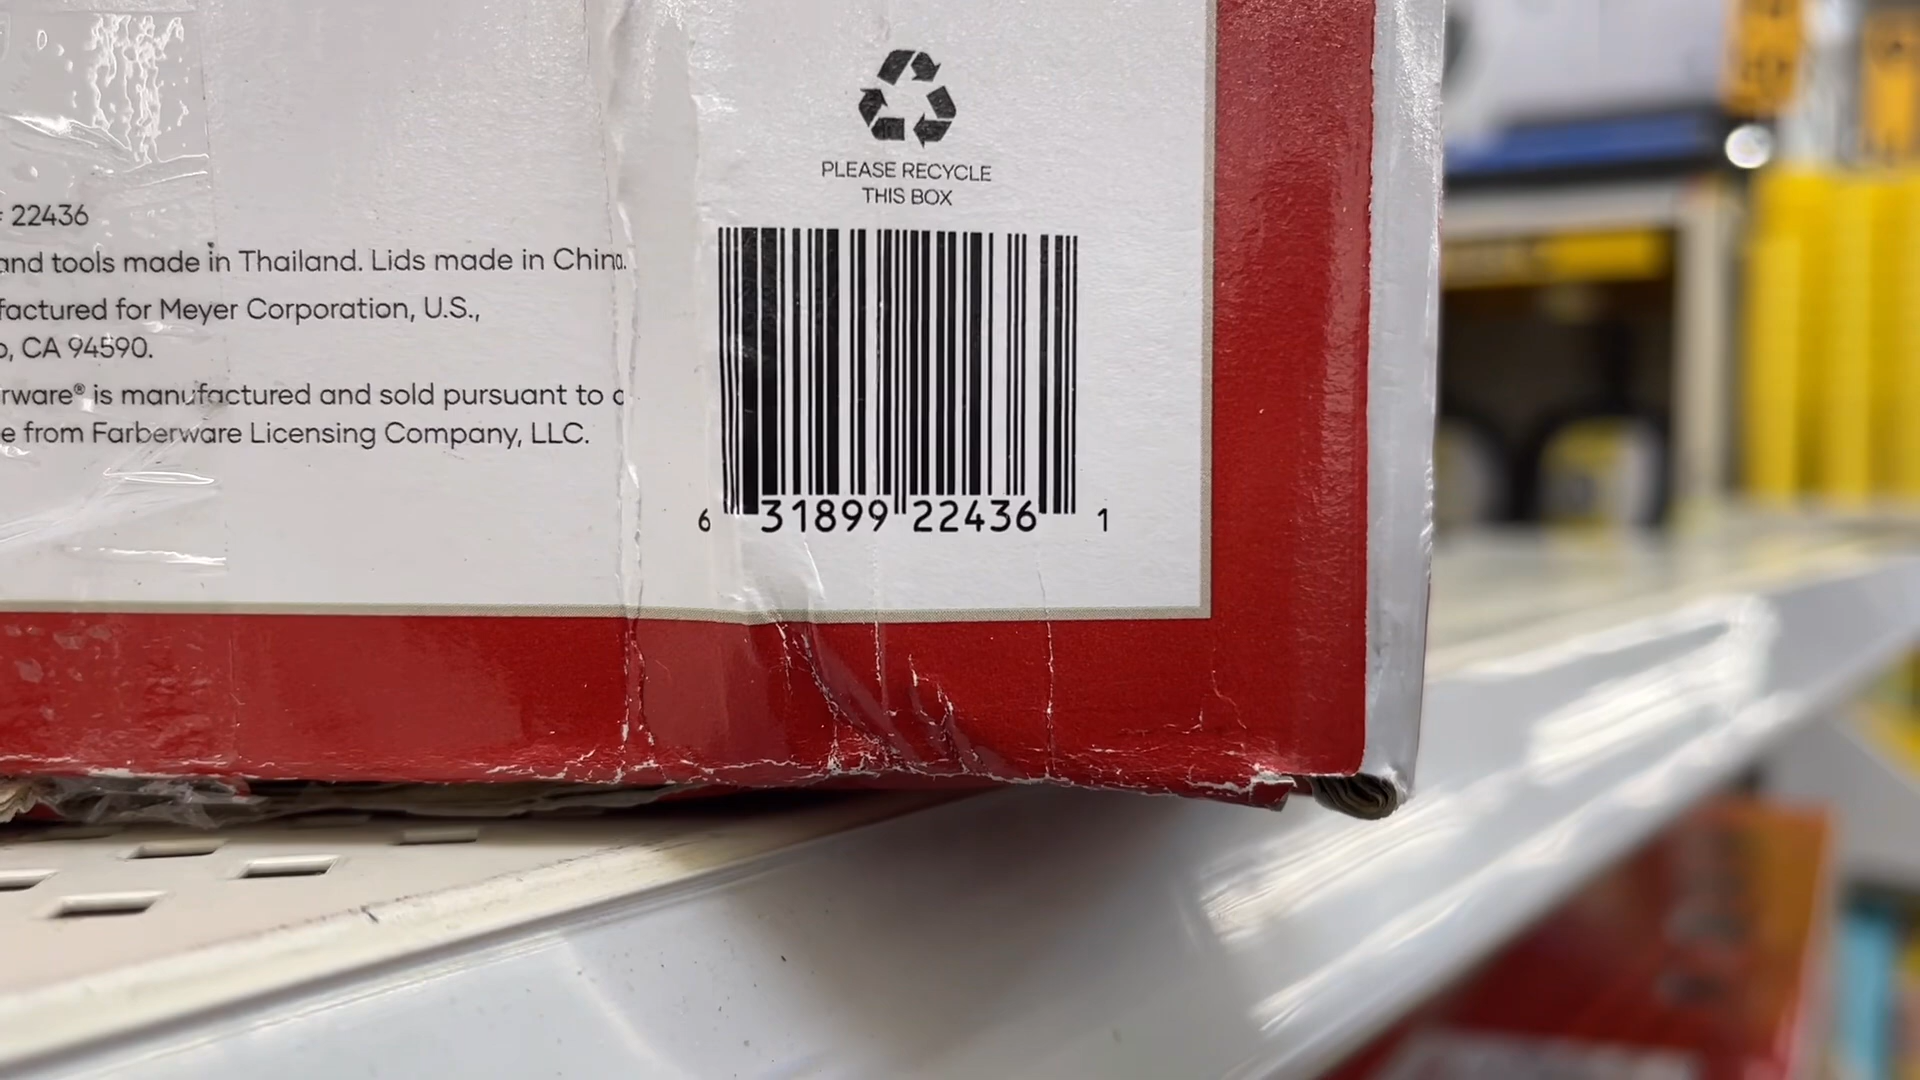 PLEASE RECYCLE
THIS BOX
22436
and tools made in Thailand. Lids made in China.
factured for Meyer Corporation, U.S.,
, CA 94590.
rware® is manufactured and sold pursuant to a
e from Farberware Licensing Company, LLC.
6 31899 22436 1